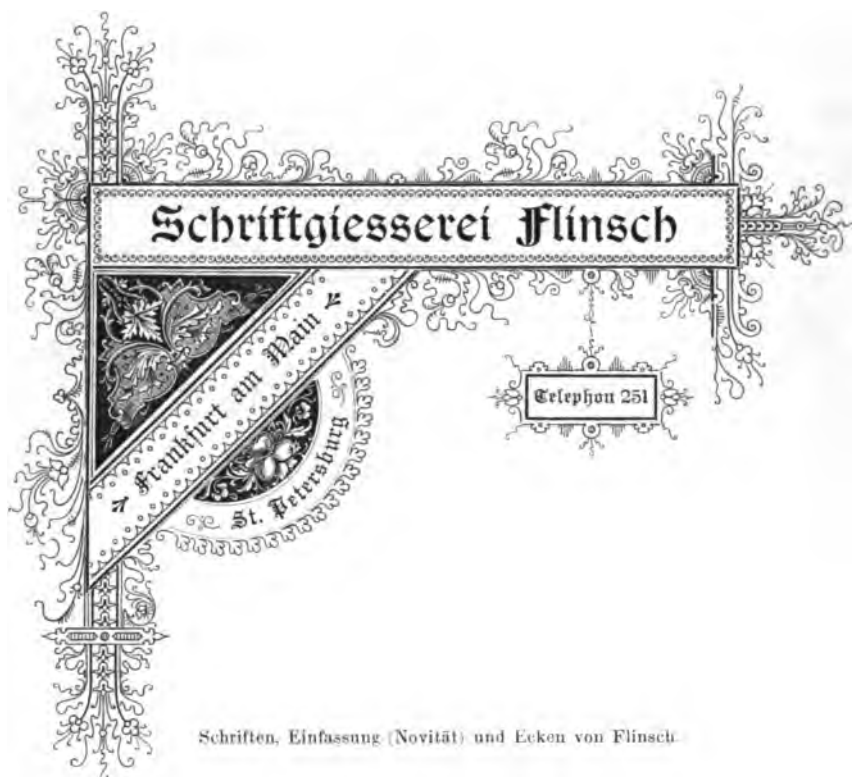 Schriftgiesserei Flinsch
Frankfurt am Main
St. Petersburg
Telephon 251
Schriften, Einfassung (Novität) und Ecken von Flinsch